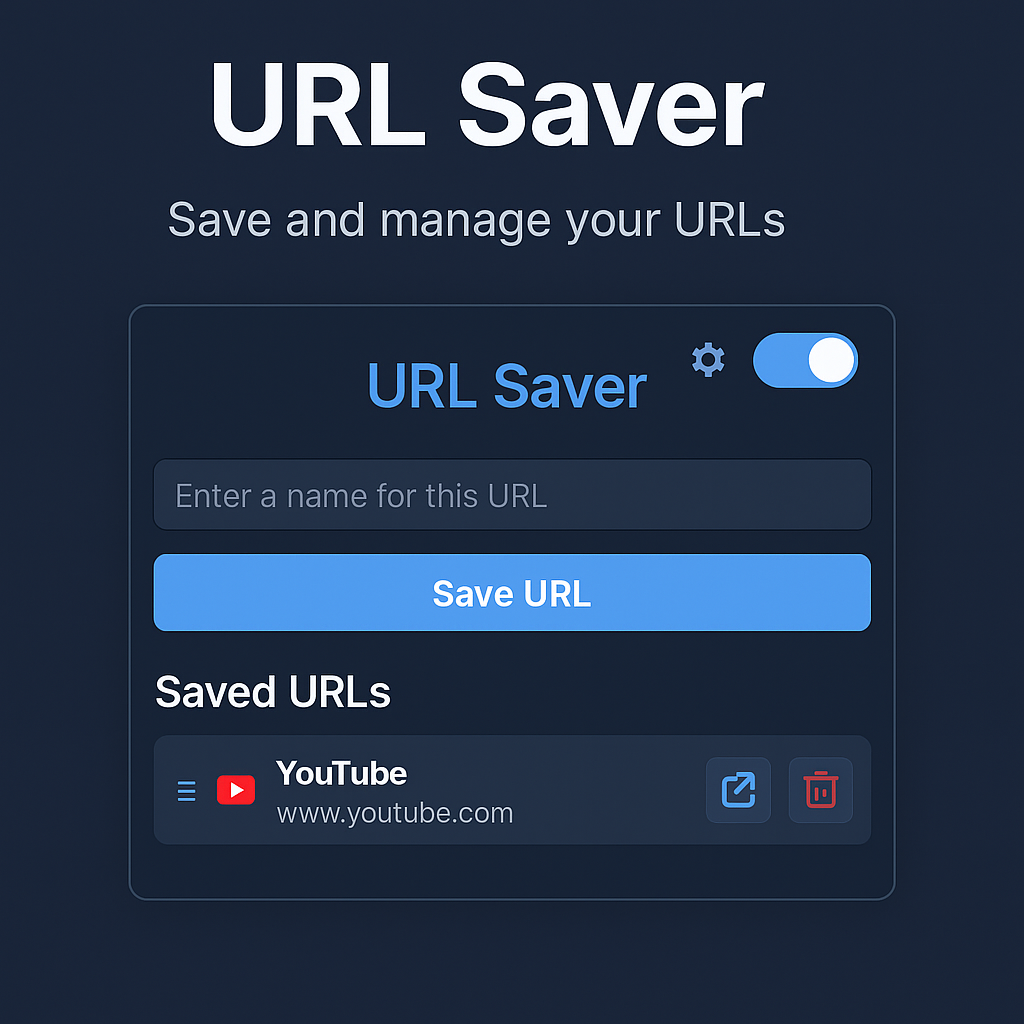 URL Saver
Save and manage your URLs
URL Saver
Enter a name for this URL
Save URL
Saved URLs
YouTube
www.youtube.com